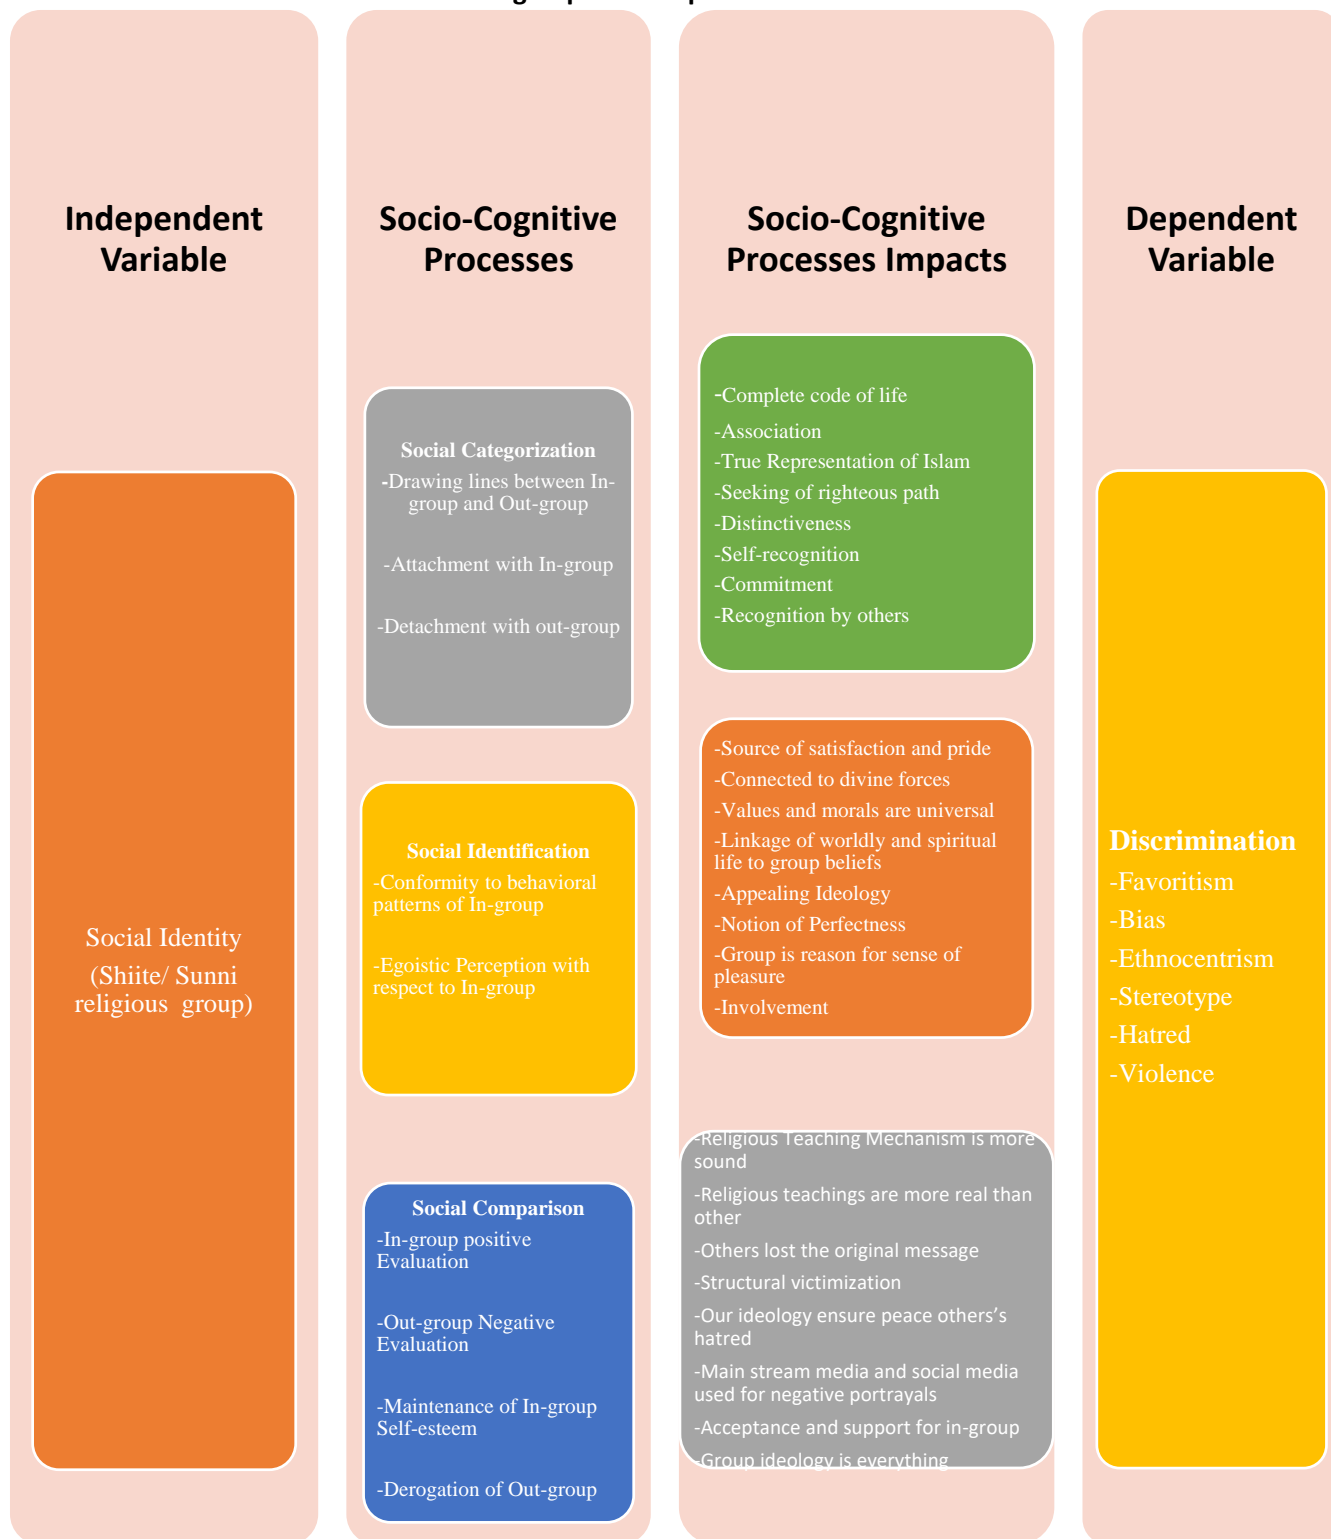 Independent
Variable
Social Identity
(Shiite/ Sunni
religious group)
Socio-Cognitive
Processes
Social Categorization
-Drawing lines between In-
group and Out-group
-Attachment with In-group
-Detachment with out-group
Social Identification
-Conformity to behavioral
patterns of In-group
-Egoistic Perception with
respect to In-group
Social Comparison
-In-group positive
Evaluation
-Out-group Negative
Evaluation
-Maintenance of In-group
Self-esteem
-Derogation of Out-group
Socio-Cognitive
Processes Impacts
-Complete code of life
-Association
-True Representation of Islam
-Seeking of righteous path
-Distinctiveness
-Self-recognition
-Commitment
-Recognition by others
-Source of satisfaction and pride
-Connected to divine forces
-Values and morals are universal
-Linkage of worldly and spiritual
life to group beliefs
-Appealing Ideology
-Notion of Perfectness
-Group is reason for sense of
pleasure
-Involvement
-Religious Teaching Mechanism is more
sound
-Religious teachings are more real than
other
-Others lost the original message
-Structural victimization
-Our ideology ensure peace others's
hatred
-Main stream media and social media
used for negative portrayals
-Acceptance and support for in-group
-Group ideology is everything
Dependent
Variable
Discrimination
-Favoritism
-Bias
-Ethnocentrism
-Stereotype
-Hatred
-Violence